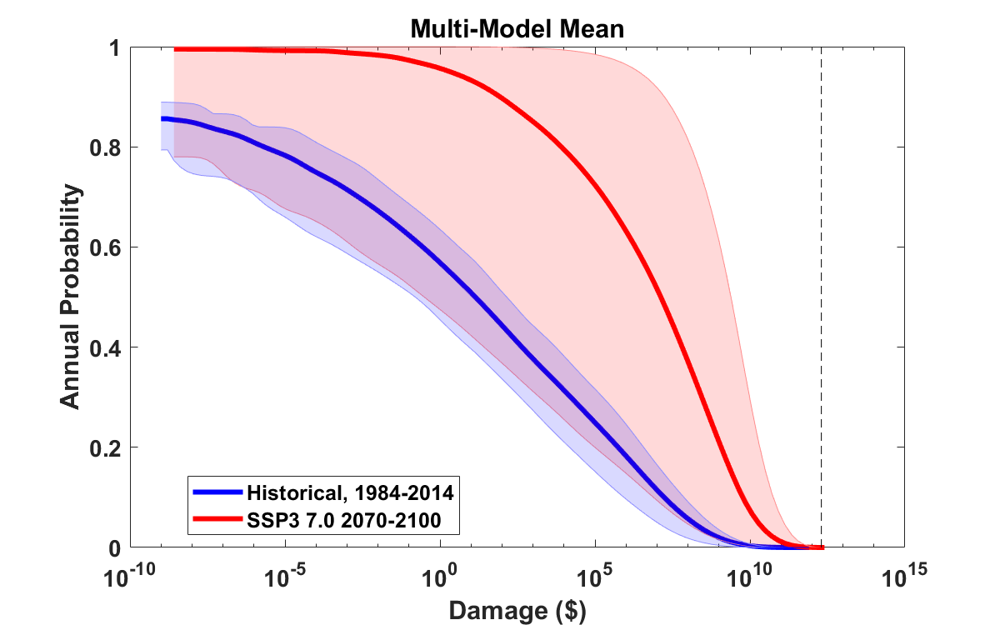 Multi-Model Mean
1
0.8
0.6
0.4
0.2
0
Annual Probability
Historical, 1984-2014
SSP3 7.0 2070-2100
10^-10 10^-5 10^0 10^5 10^10 10^15
Damage ($)